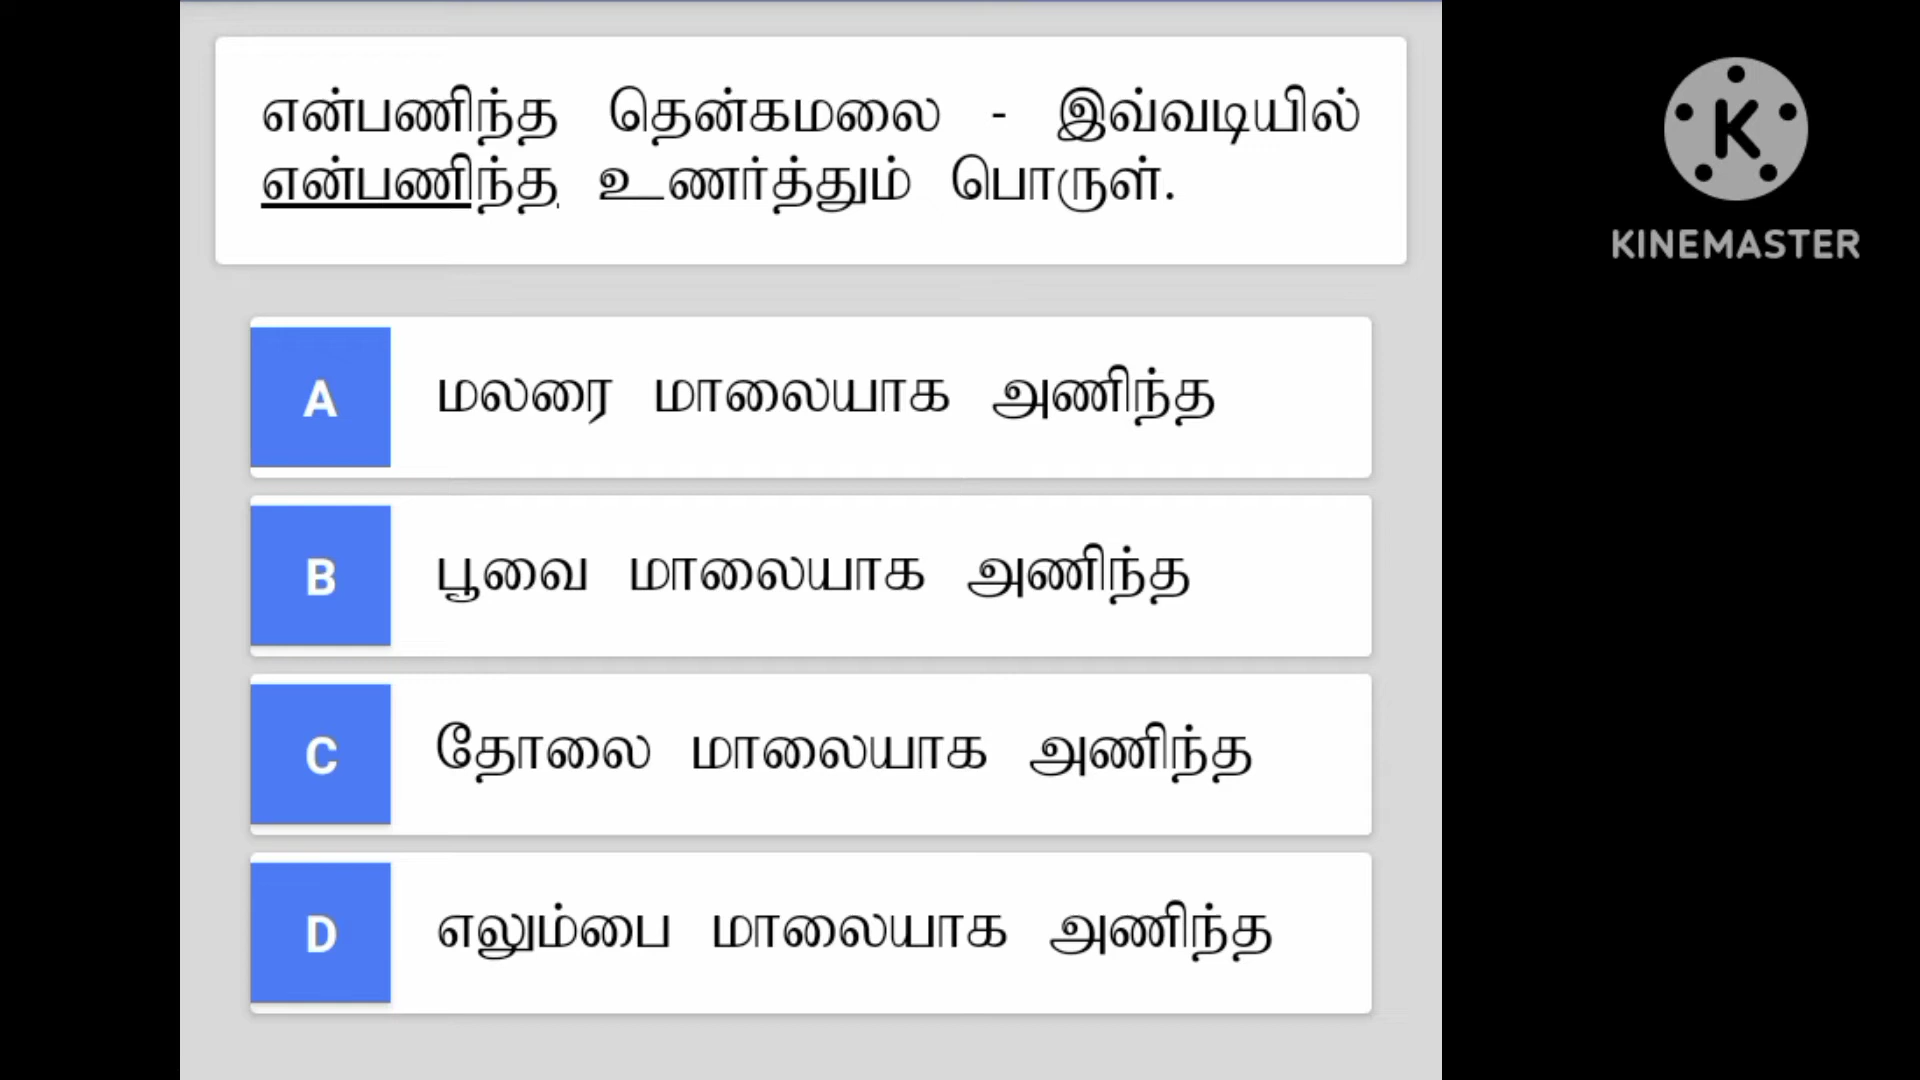 என்பணிந்த தென்கமலை - இவ்வடியில்
என்பணிந்த உணர்த்தும் பொருள்.
A மலரை மாலையாக அணிந்த
B பூவை மாலையாக அணிந்த
C தோலை மாலையாக அணிந்த
D எலும்பை மாலையாக அணிந்த
K
KINEMASTER